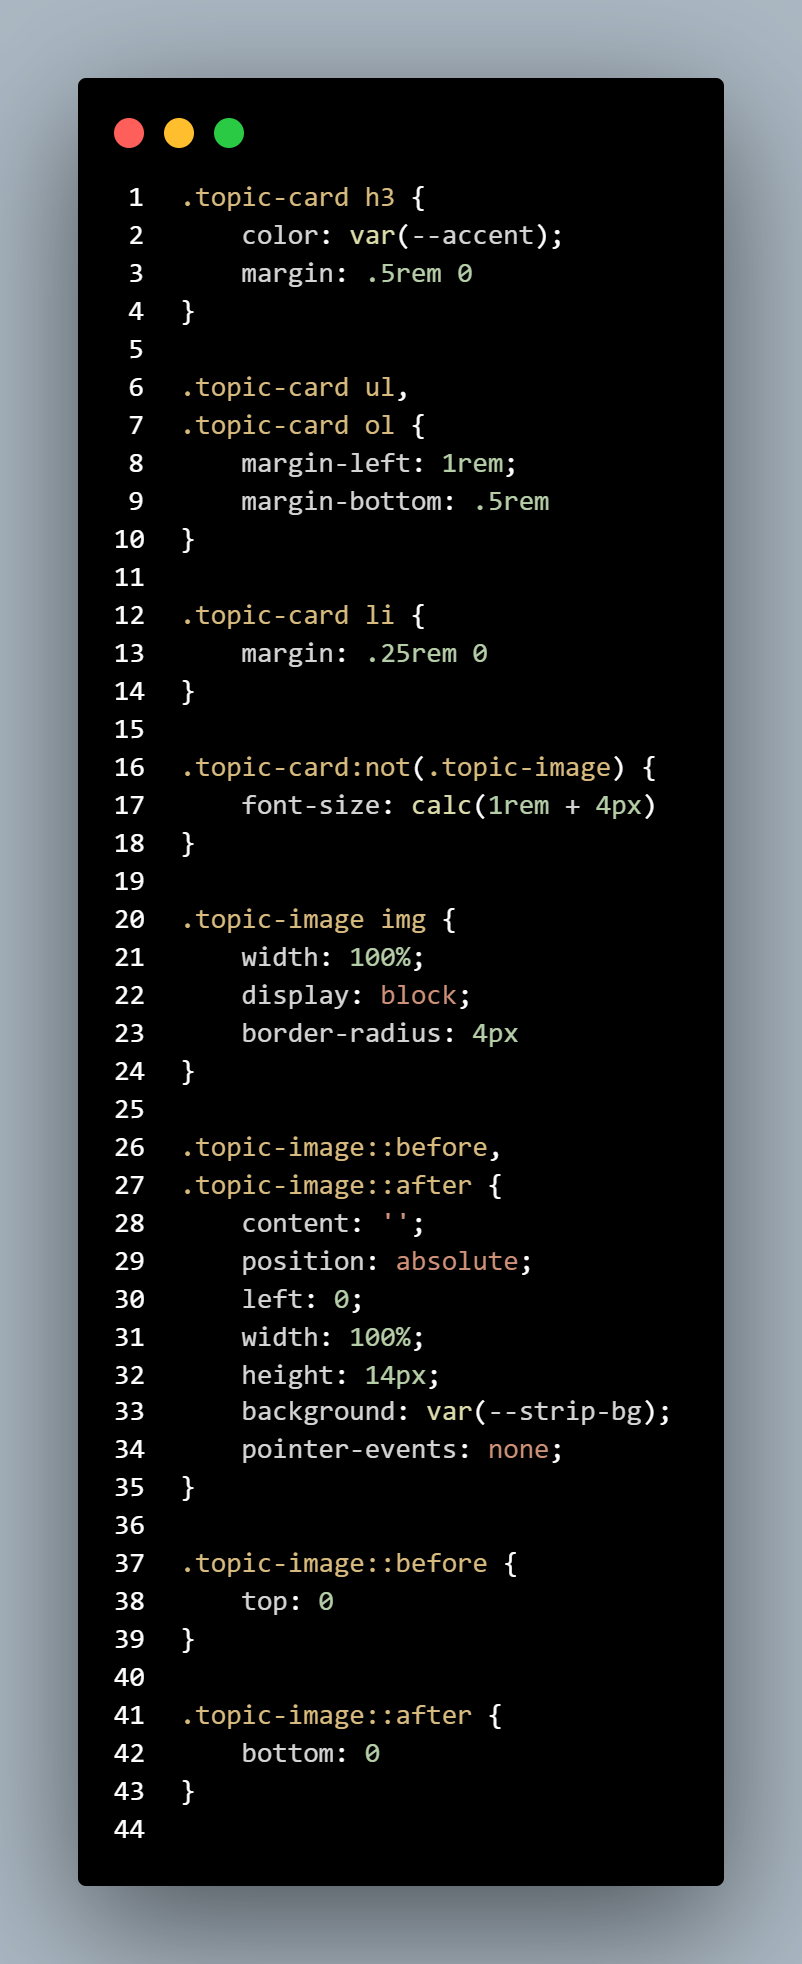 1 .topic-card h3 {
2     color: var(--accent);
3     margin: .5rem 0
4 }
5
6 .topic-card ul,
7 .topic-card ol {
8     margin-left: 1rem;
9     margin-bottom: .5rem
10 }
11
12 .topic-card li {
13     margin: .25rem 0
14 }
15
16 .topic-card:not(.topic-image) {
17     font-size: calc(1rem + 4px)
18 }
19
20 .topic-image img {
21     width: 100%;
22     display: block;
23     border-radius: 4px
24 }
25
26 .topic-image::before,
27 .topic-image::after {
28     content: '';
29     position: absolute;
30     left: 0;
31     width: 100%;
32     height: 14px;
33     background: var(--strip-bg);
34     pointer-events: none;
35 }
36
37 .topic-image::before {
38     top: 0
39 }
40
41 .topic-image::after {
42     bottom: 0
43 }
44